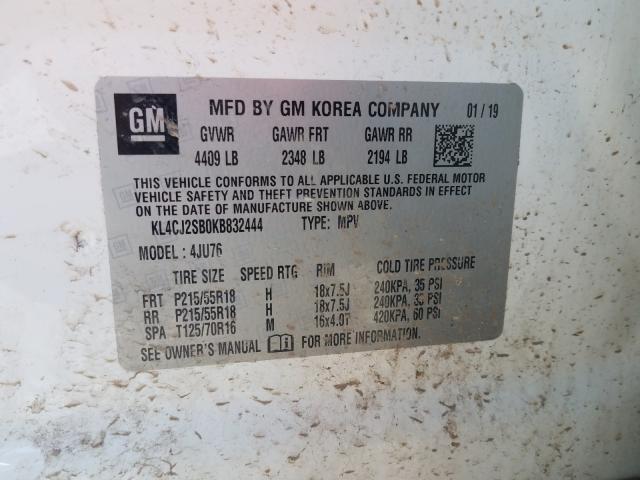 GM MFD BY GM KOREA COMPANY 01/19
GVWR GAWR FRT GAWR RR
4409 LB 2348 LB 2194 LB
THIS VEHICLE CONFORMS TO ALL APPLICABLE U.S. FEDERAL MOTOR
VEHICLE SAFETY AND THEFT PREVENTION STANDARDS IN EFFECT
ON THE DATE OF MANUFACTURE SHOWN ABOVE.
KL4CJ2SB0KB832444 TYPE: MPV
MODEL: 4JU76
TIRE SIZE SPEED RTG RIM COLD TIRE PRESSURE
FRT P215/55R18 H 18x7.5J 240KPA, 35 PSI
RR P215/55R18 H 18x7.5J 240KPA, 35 PSI
SPA T125/70R16 M 16x4.0T 420KPA, 60 PSI
SEE OWNER'S MANUAL FOR MORE INFORMATION.